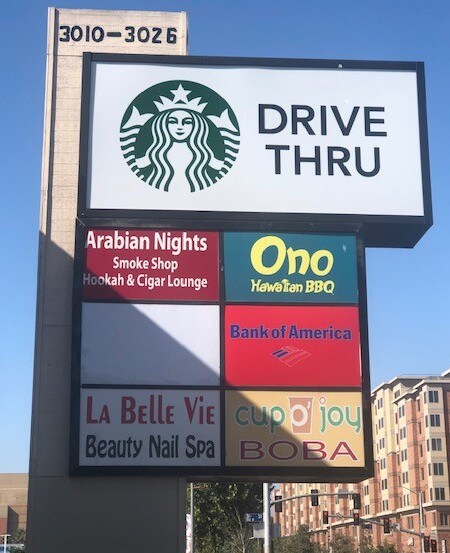 3010-3026
DRIVE
THRU
Arabian Nights
Smoke Shop
Hookah & Cigar Lounge
Ono
Hawaiian BBQ
Bank of America
LA BELLE VIE
Beauty Nail Spa
cup o' joy
BOBA